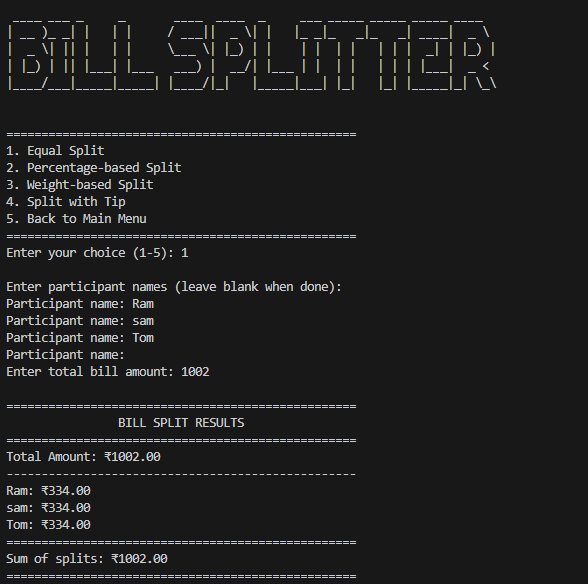 BILL SPLITTER
==================================================
1. Equal Split
2. Percentage-based Split
3. Weight-based Split
4. Split with Tip
5. Back to Main Menu
==================================================
Enter your choice (1-5): 1
Enter participant names (leave blank when done):
Participant name: Ram
Participant name: sam
Participant name: Tom
Participant name:
Enter total bill amount: 1002
==================================================
BILL SPLIT RESULTS
==================================================
Total Amount: ₹1002.00
--------------------------------------------------
Ram: ₹334.00
sam: ₹334.00
Tom: ₹334.00
==================================================
Sum of splits: ₹1002.00
==================================================